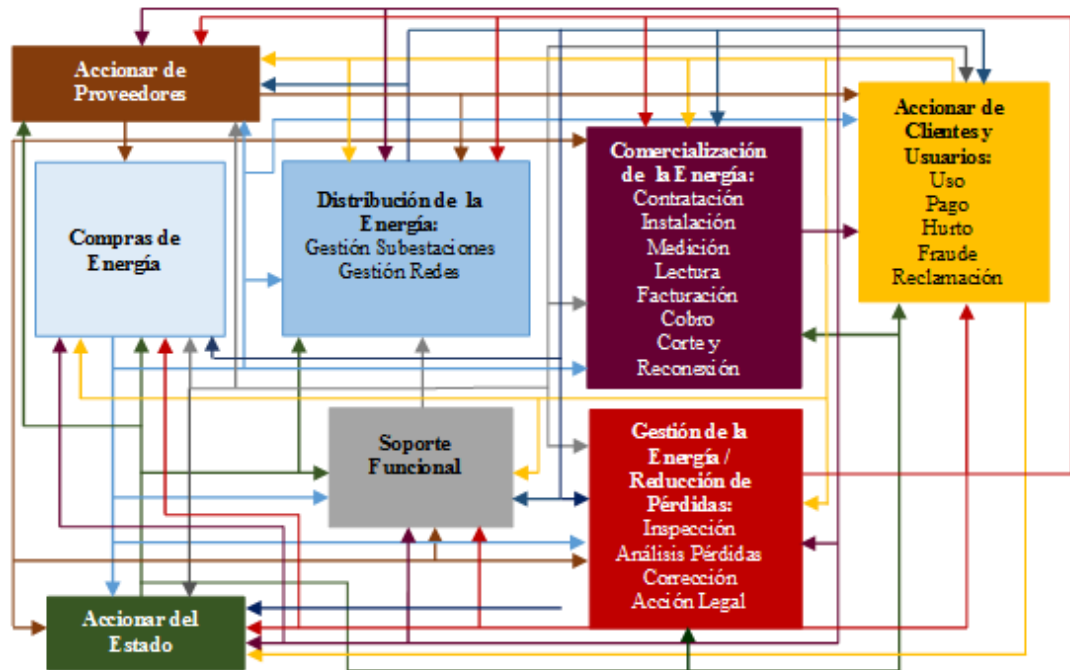 Accionar de
Proveedores
Compras de
Energía
Distribución de la
Energía:
Gestión Subestaciones
Gestión Redes
Comercialización
de la Energía:
Contratación
Instalación
Medición
Lectura
Facturación
Cobro
Corte y
Reconexión
Accionar de
Clientes y
Usuarios:
Uso
Pago
Hurto
Fraude
Reclamación
Soporte
Funcional
Gestión de la
Energía /
Reducción de
Pérdidas:
Inspección
Análisis Pérdidas
Corrección
Acción Legal
Accionar del
Estado